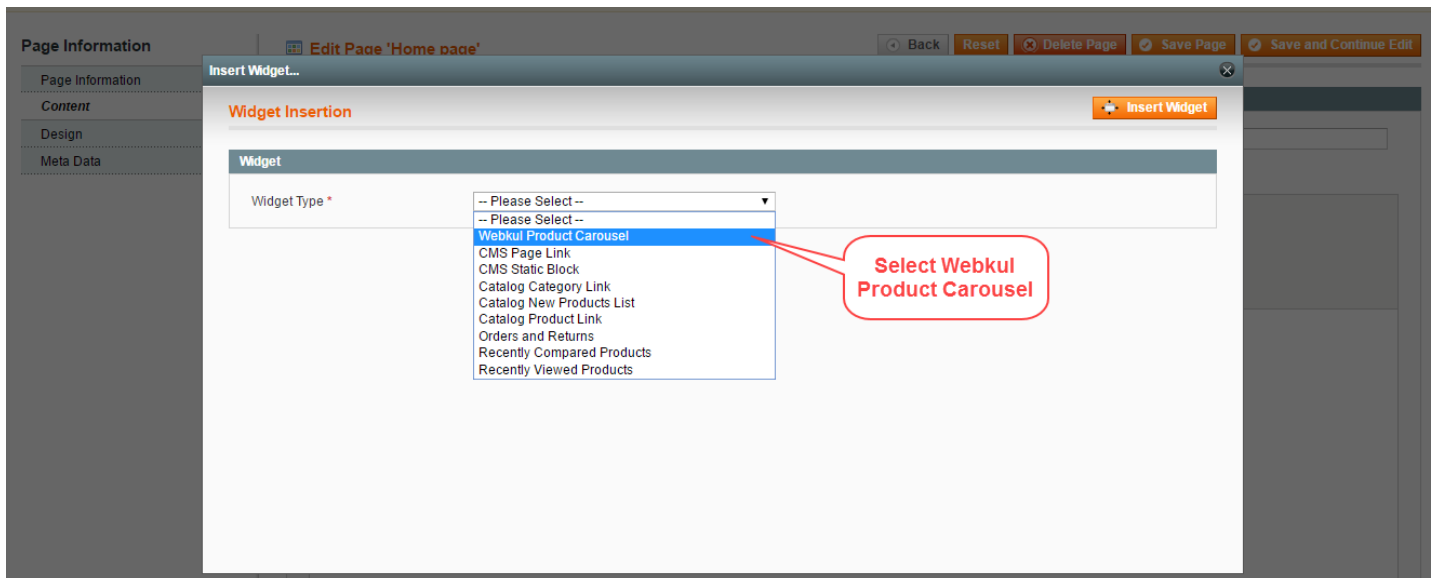 Page Information
Page Information
Content
Design
Meta Data
Edit Page 'Home page'
Back Reset Delete Page Save Page Save and Continue Edit
Insert Widget...
Widget Insertion
Insert Widget
Widget
Widget Type *
-- Please Select --
-- Please Select --
Webkul Product Carousel
CMS Page Link
CMS Static Block
Catalog Category Link
Catalog New Products List
Catalog Product Link
Orders and Returns
Recently Compared Products
Recently Viewed Products
Select Webkul
Product Carousel